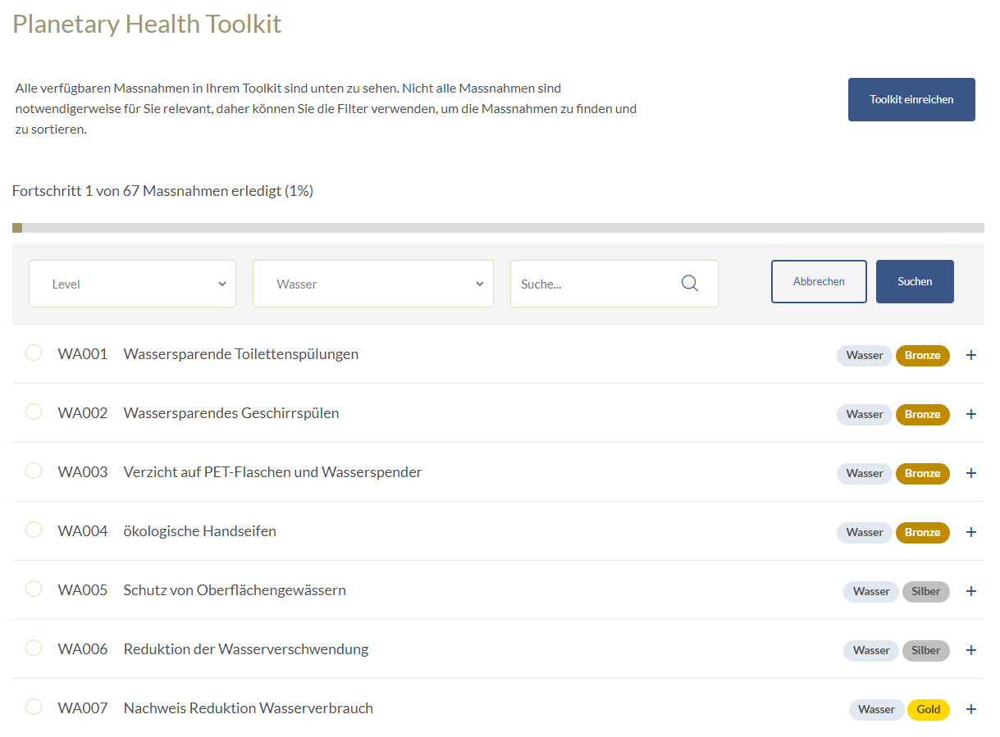 Planetary Health Toolkit
Alle verfügbaren Massnahmen in Ihrem Toolkit sind unten zu sehen. Nicht alle Massnahmen sind
notwendigerweise für Sie relevant, daher können Sie die Filter verwenden, um die Massnahmen zu finden und
zu sortieren.
Toolkit einreichen
Fortschritt 1 von 67 Massnahmen erledigt (1%)
Level Wasser Suche... Abbrechen Suchen
WA001 Wassersparende Toilettenspülungen Wasser Bronze +
WA002 Wassersparendes Geschirrspülen Wasser Bronze +
WA003 Verzicht auf PET-Flaschen und Wasserspender Wasser Bronze +
WA004 ökologische Handseifen Wasser Bronze +
WA005 Schutz von Oberflächengewässern Wasser Silber +
WA006 Reduktion der Wasserverschwendung Wasser Silber +
WA007 Nachweis Reduktion Wasserverbrauch Wasser Gold +